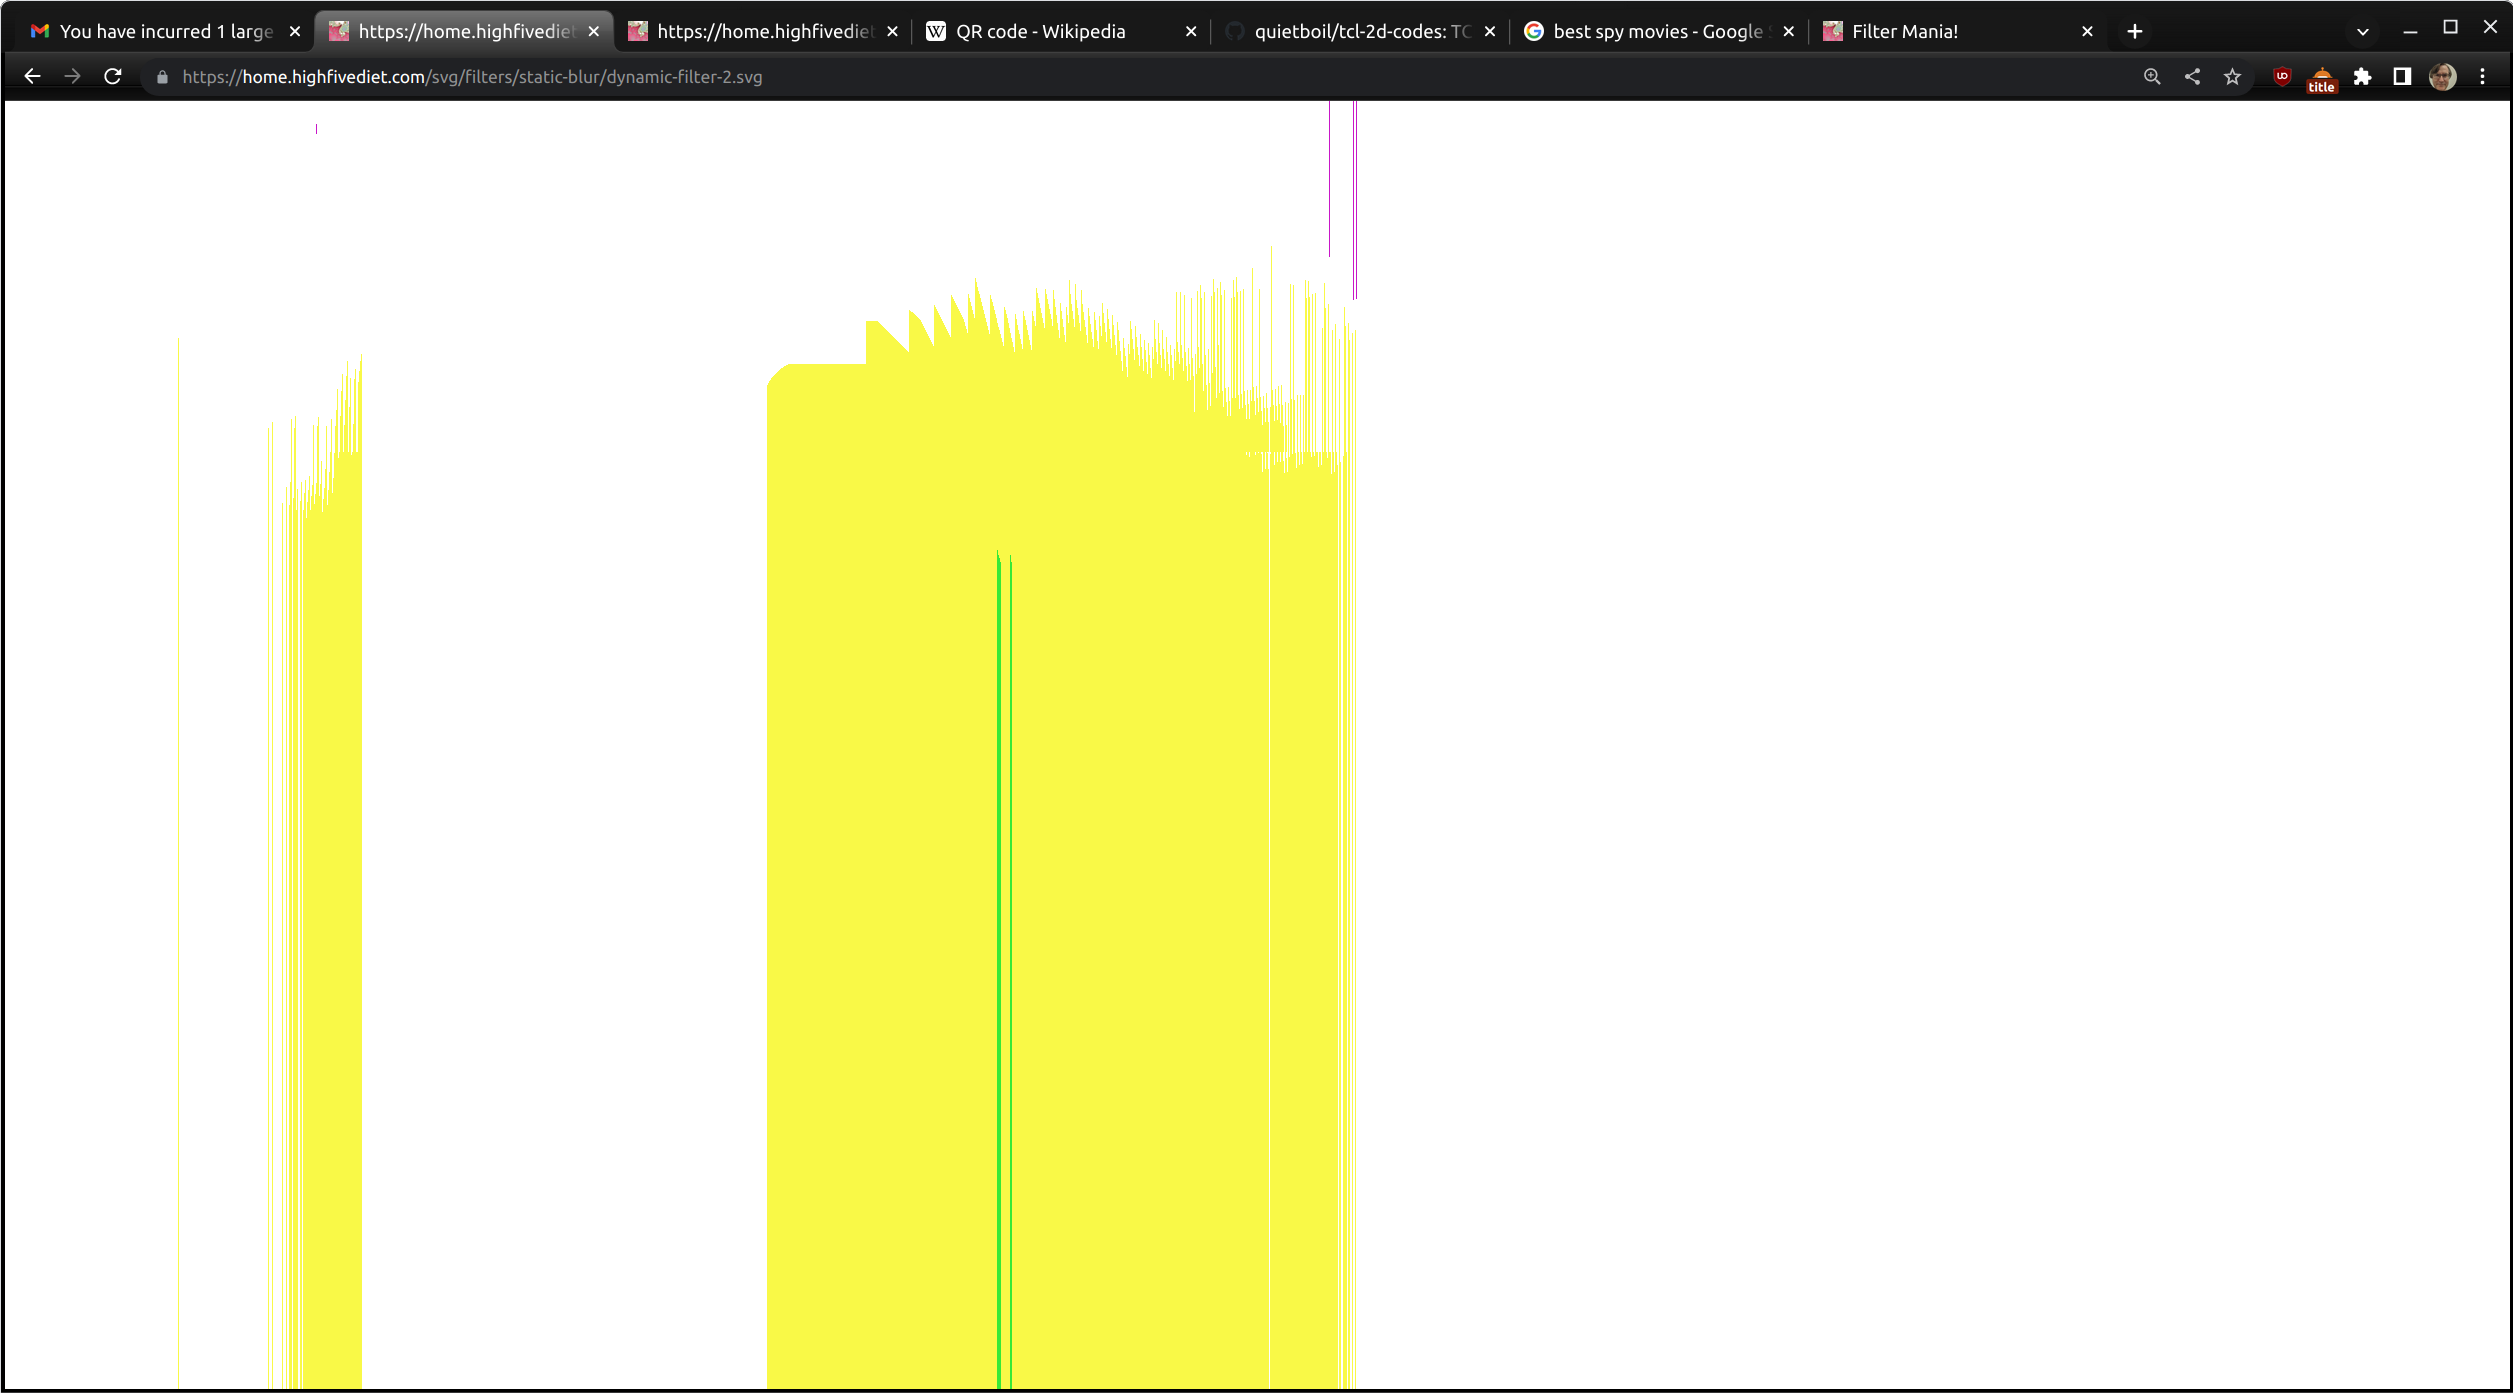 You have incurred 1 large
https://home.highfivediet
https://home.highfivediet
QR code - Wikipedia
quietboil/tcl-2d-codes: TC
best spy movies - Google S
Filter Mania!
https://home.highfivediet.com/svg/filters/static-blur/dynamic-filter-2.svg
title